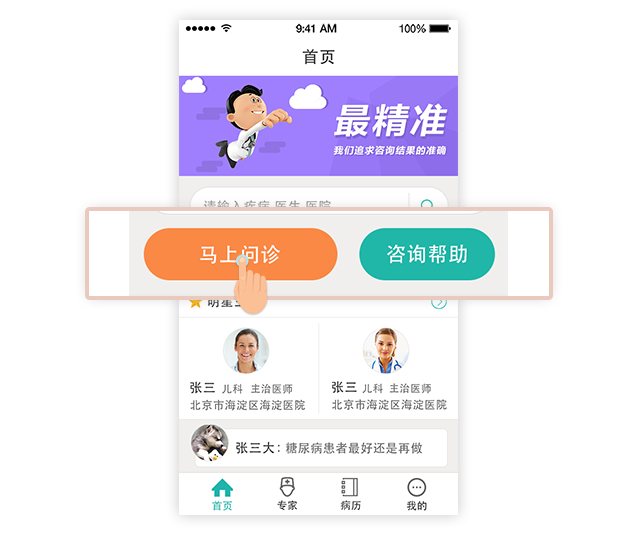 9:41 AM
100%
首页
最精准
我们追求咨询结果的准确
请输入疾病 医生 医院
马上问诊
咨询帮助
明星
张三 儿科 主治医师
北京市海淀区海淀医院
张三 儿科 主治医师
北京市海淀区海淀医院
张三大：糖尿病患者最好还是再做
首页
专家
病历
我的